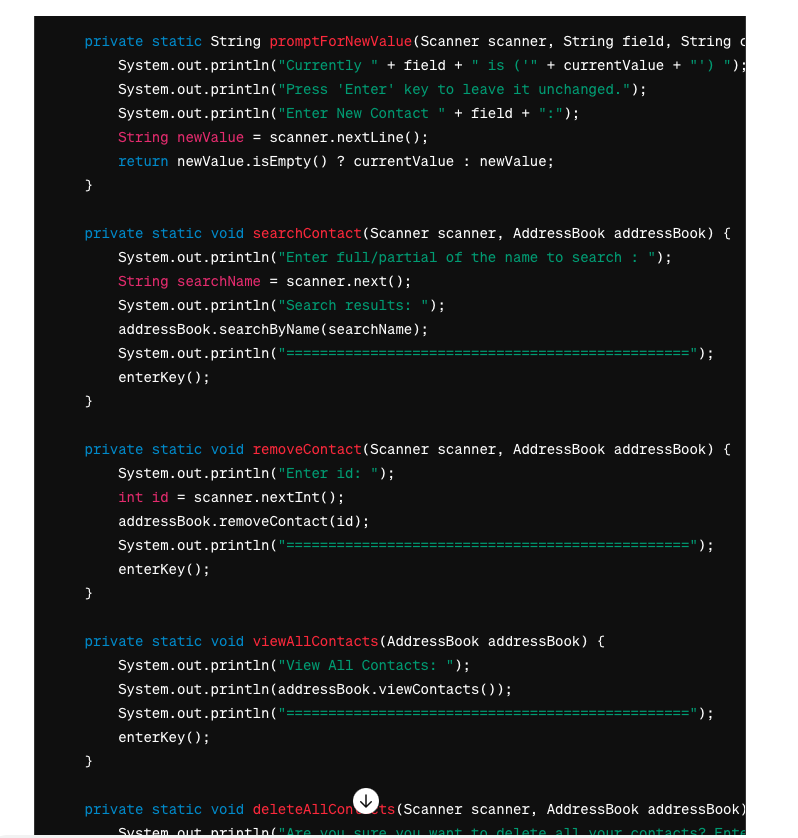 private static String promptForNewValue(Scanner scanner, String field, String
System.out.println("Currently " + field + " is ('" + currentValue + "') ");
System.out.println("Press 'Enter' key to leave it unchanged.");
System.out.println("Enter New Contact " + field + ":");
String newValue = scanner.nextLine();
return newValue.isEmpty() ? currentValue : newValue;
}
private static void searchContact(Scanner scanner, AddressBook addressBook) {
System.out.println("Enter full/partial of the name to search : ");
String searchName = scanner.next();
System.out.println("Search results: ");
addressBook.searchByName(searchName);
System.out.println("================================================");
enterKey();
}
private static void removeContact(Scanner scanner, AddressBook addressBook) {
System.out.println("Enter id: ");
int id = scanner.nextInt();
addressBook.removeContact(id);
System.out.println("================================================");
enterKey();
}
private static void viewAllContacts(AddressBook addressBook) {
System.out.println("View All Contacts: ");
System.out.println(addressBook.viewContacts());
System.out.println("================================================");
enterKey();
}
private static void deleteAllContacts(Scanner scanner, AddressBook addressBook)
System.out.println("Are you sure you want to delete all your contacts? Ente